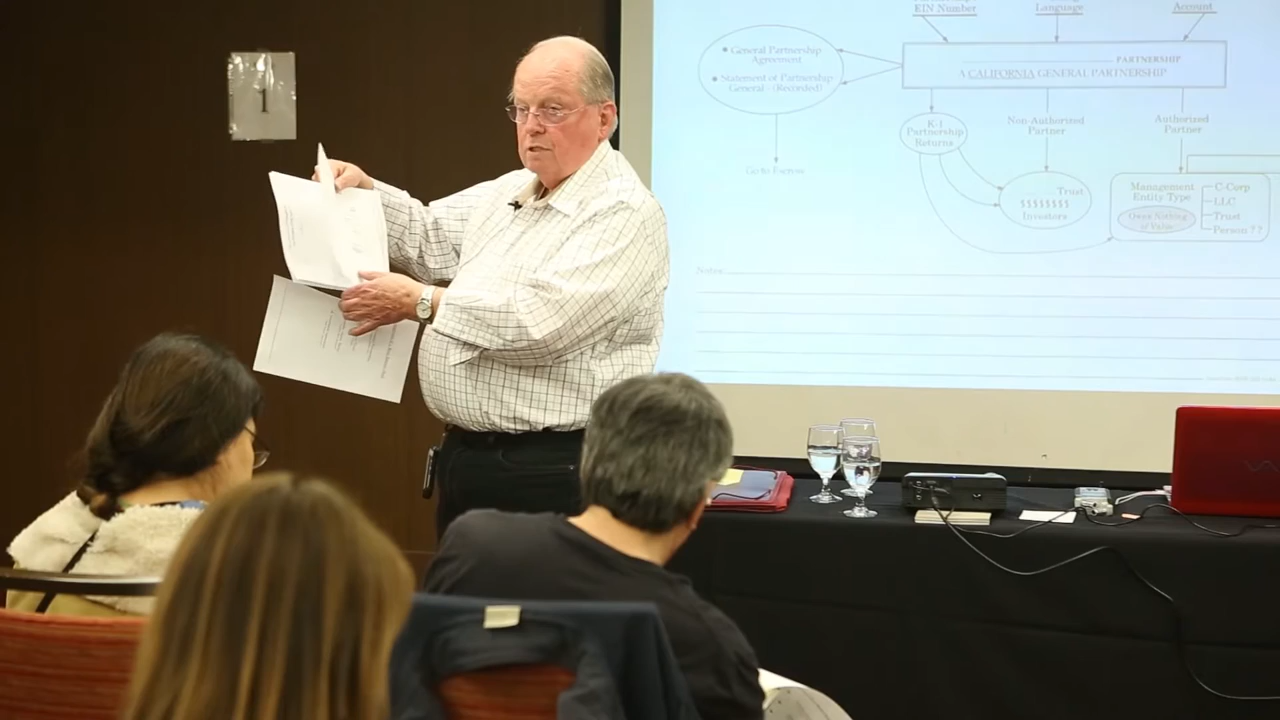 1
EIN Number
Language
Account
General Partnership
Agreement
Statement of Partnership
General - (Recorded)
Go to Escrow
PARTNERSHIP
A CALIFORNIA GENERAL PARTNERSHIP
K-1
Partnership
Returns
Non-Authorized
Partner
Authorized
Partner
Trust
$$$$$$$$
Investors
Management
Entity Type
Owns Nothing
of Value
C-Corp
LLC
Trust
Person ??
Notes